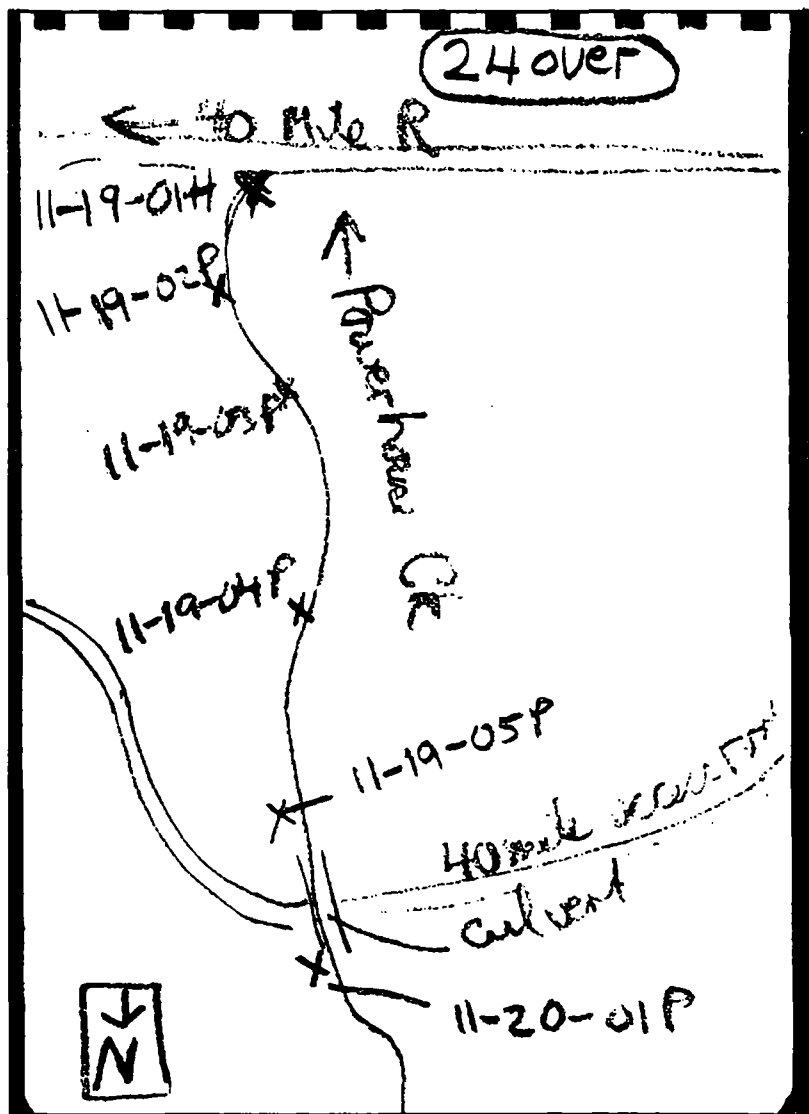 24 over
← 40 Mile R
11-19-01H
11-19-02P
11-19-03P
↑ Powerhouse
CR
11-19-04P
11-19-05P
40 mile
culvert
11-20-01P
↓
N